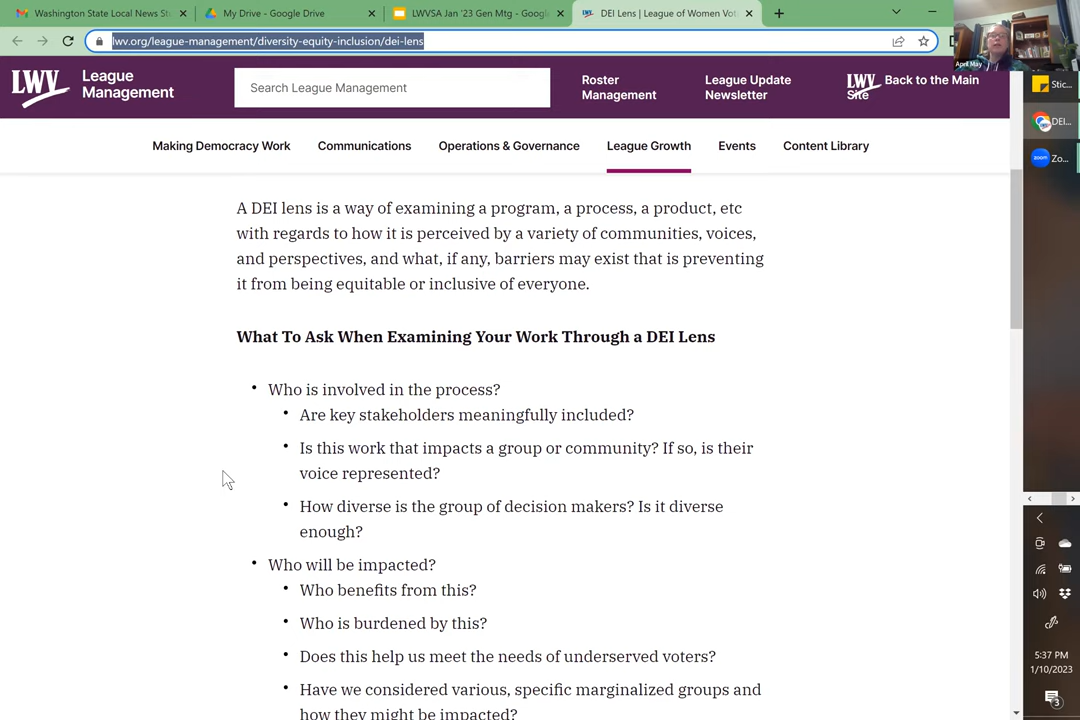 Washington State Local News St
My Drive - Google Drive
LWVSA Jan '23 Gen Mtg - Googl
DEI Lens | League of Women Vot
lwv.org/league-management/diversity-equity-inclusion/dei-lens
April May
LWV
League
Management
Search League Management
Roster
Management
League Update
Newsletter
LWV Back to the Main
Site
Stic...
DEI...
Zo...
zoom
Making Democracy Work
Communications
Operations & Governance
League Growth
Events
Content Library
A DEI lens is a way of examining a program, a process, a product, etc
with regards to how it is perceived by a variety of communities, voices,
and perspectives, and what, if any, barriers may exist that is preventing
it from being equitable or inclusive of everyone.
What To Ask When Examining Your Work Through a DEI Lens
• Who is involved in the process?
• Are key stakeholders meaningfully included?
• Is this work that impacts a group or community? If so, is their
voice represented?
• How diverse is the group of decision makers? Is it diverse
enough?
• Who will be impacted?
• Who benefits from this?
• Who is burdened by this?
• Does this help us meet the needs of underserved voters?
• Have we considered various, specific marginalized groups and
how they might be impacted?
5:37 PM
1/10/2023
3